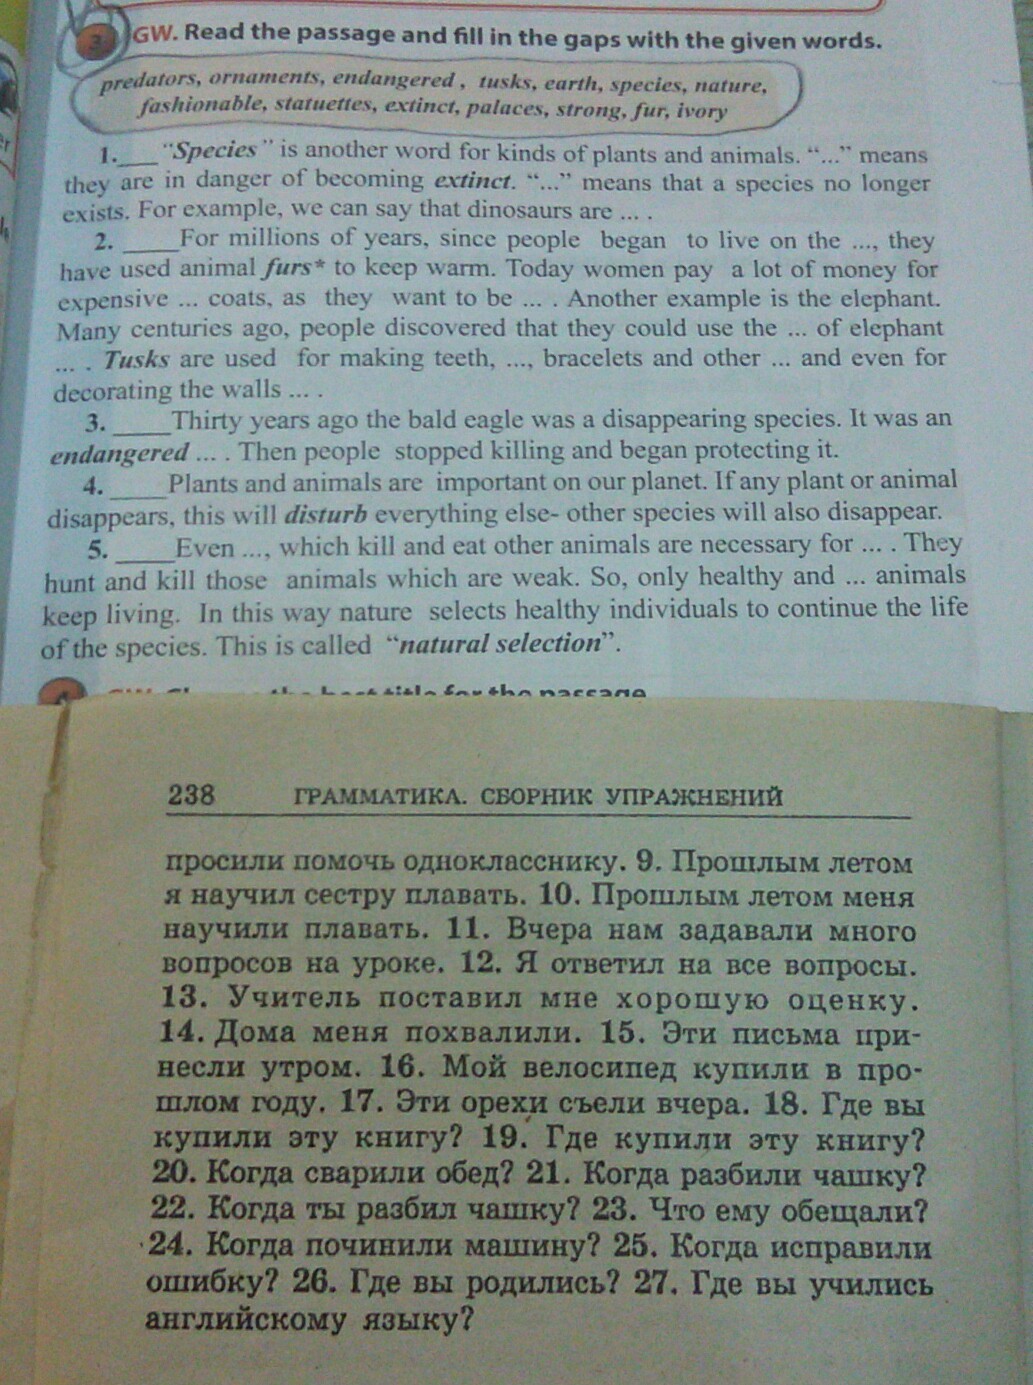 3 GW. Read the passage and fill in the gaps with the given words.
predators, ornaments, endangered , tusks, earth, species, nature,
fashionable, statuettes, extinct, palaces, strong, fur, ivory
1.___ "Species " is another word for kinds of plants and animals. "..." means
they are in danger of becoming extinct. "..." means that a species no longer
exists. For example, we can say that dinosaurs are ... .
2. ____For millions of years, since people began to live on the ..., they
have used animal furs* to keep warm. Today women pay a lot of money for
expensive ... coats, as they want to be ... . Another example is the elephant.
Many centuries ago, people discovered that they could use the ... of elephant
... . Tusks are used for making teeth, ..., bracelets and other ... and even for
decorating the walls ... .
3. ____Thirty years ago the bald eagle was a disappearing species. It was an
endangered ... . Then people stopped killing and began protecting it.
4. ____Plants and animals are important on our planet. If any plant or animal
disappears, this will disturb everything else- other species will also disappear.
5. ____Even ..., which kill and eat other animals are necessary for ... . They
hunt and kill those animals which are weak. So, only healthy and ... animals
keep living. In this way nature selects healthy individuals to continue the life
of the species. This is called "natural selection".
the best title for the passage
238 ГРАММАТИКА. СБОРНИК УПРАЖНЕНИЙ
просили помочь однокласснику. 9. Прошлым летом
я научил сестру плавать. 10. Прошлым летом меня
научили плавать. 11. Вчера нам задавали много
вопросов на уроке. 12. Я ответил на все вопросы.
13. Учитель поставил мне хорошую оценку.
14. Дома меня похвалили. 15. Эти письма при-
несли утром. 16. Мой велосипед купили в про-
шлом году. 17. Эти орехи съели вчера. 18. Где вы
купили эту книгу? 19. Где купили эту книгу?
20. Когда сварили обед? 21. Когда разбили чашку?
22. Когда ты разбил чашку? 23. Что ему обещали?
24. Когда починили машину? 25. Когда исправили
ошибку? 26. Где вы родились? 27. Где вы учились
английскому языку?